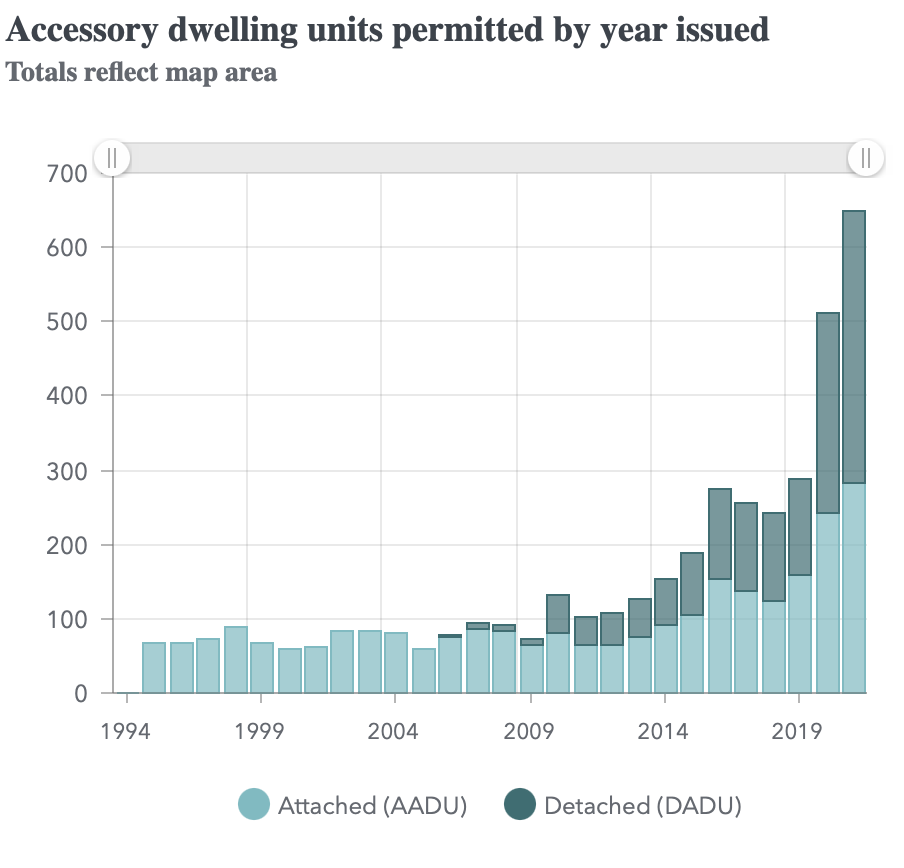 Accessory dwelling units permitted by year issued
Totals reflect map area
700
600
500
400
300
200
100
0
1994 1999 2004 2009 2014 2019
Attached (AADU) Detached (DADU)